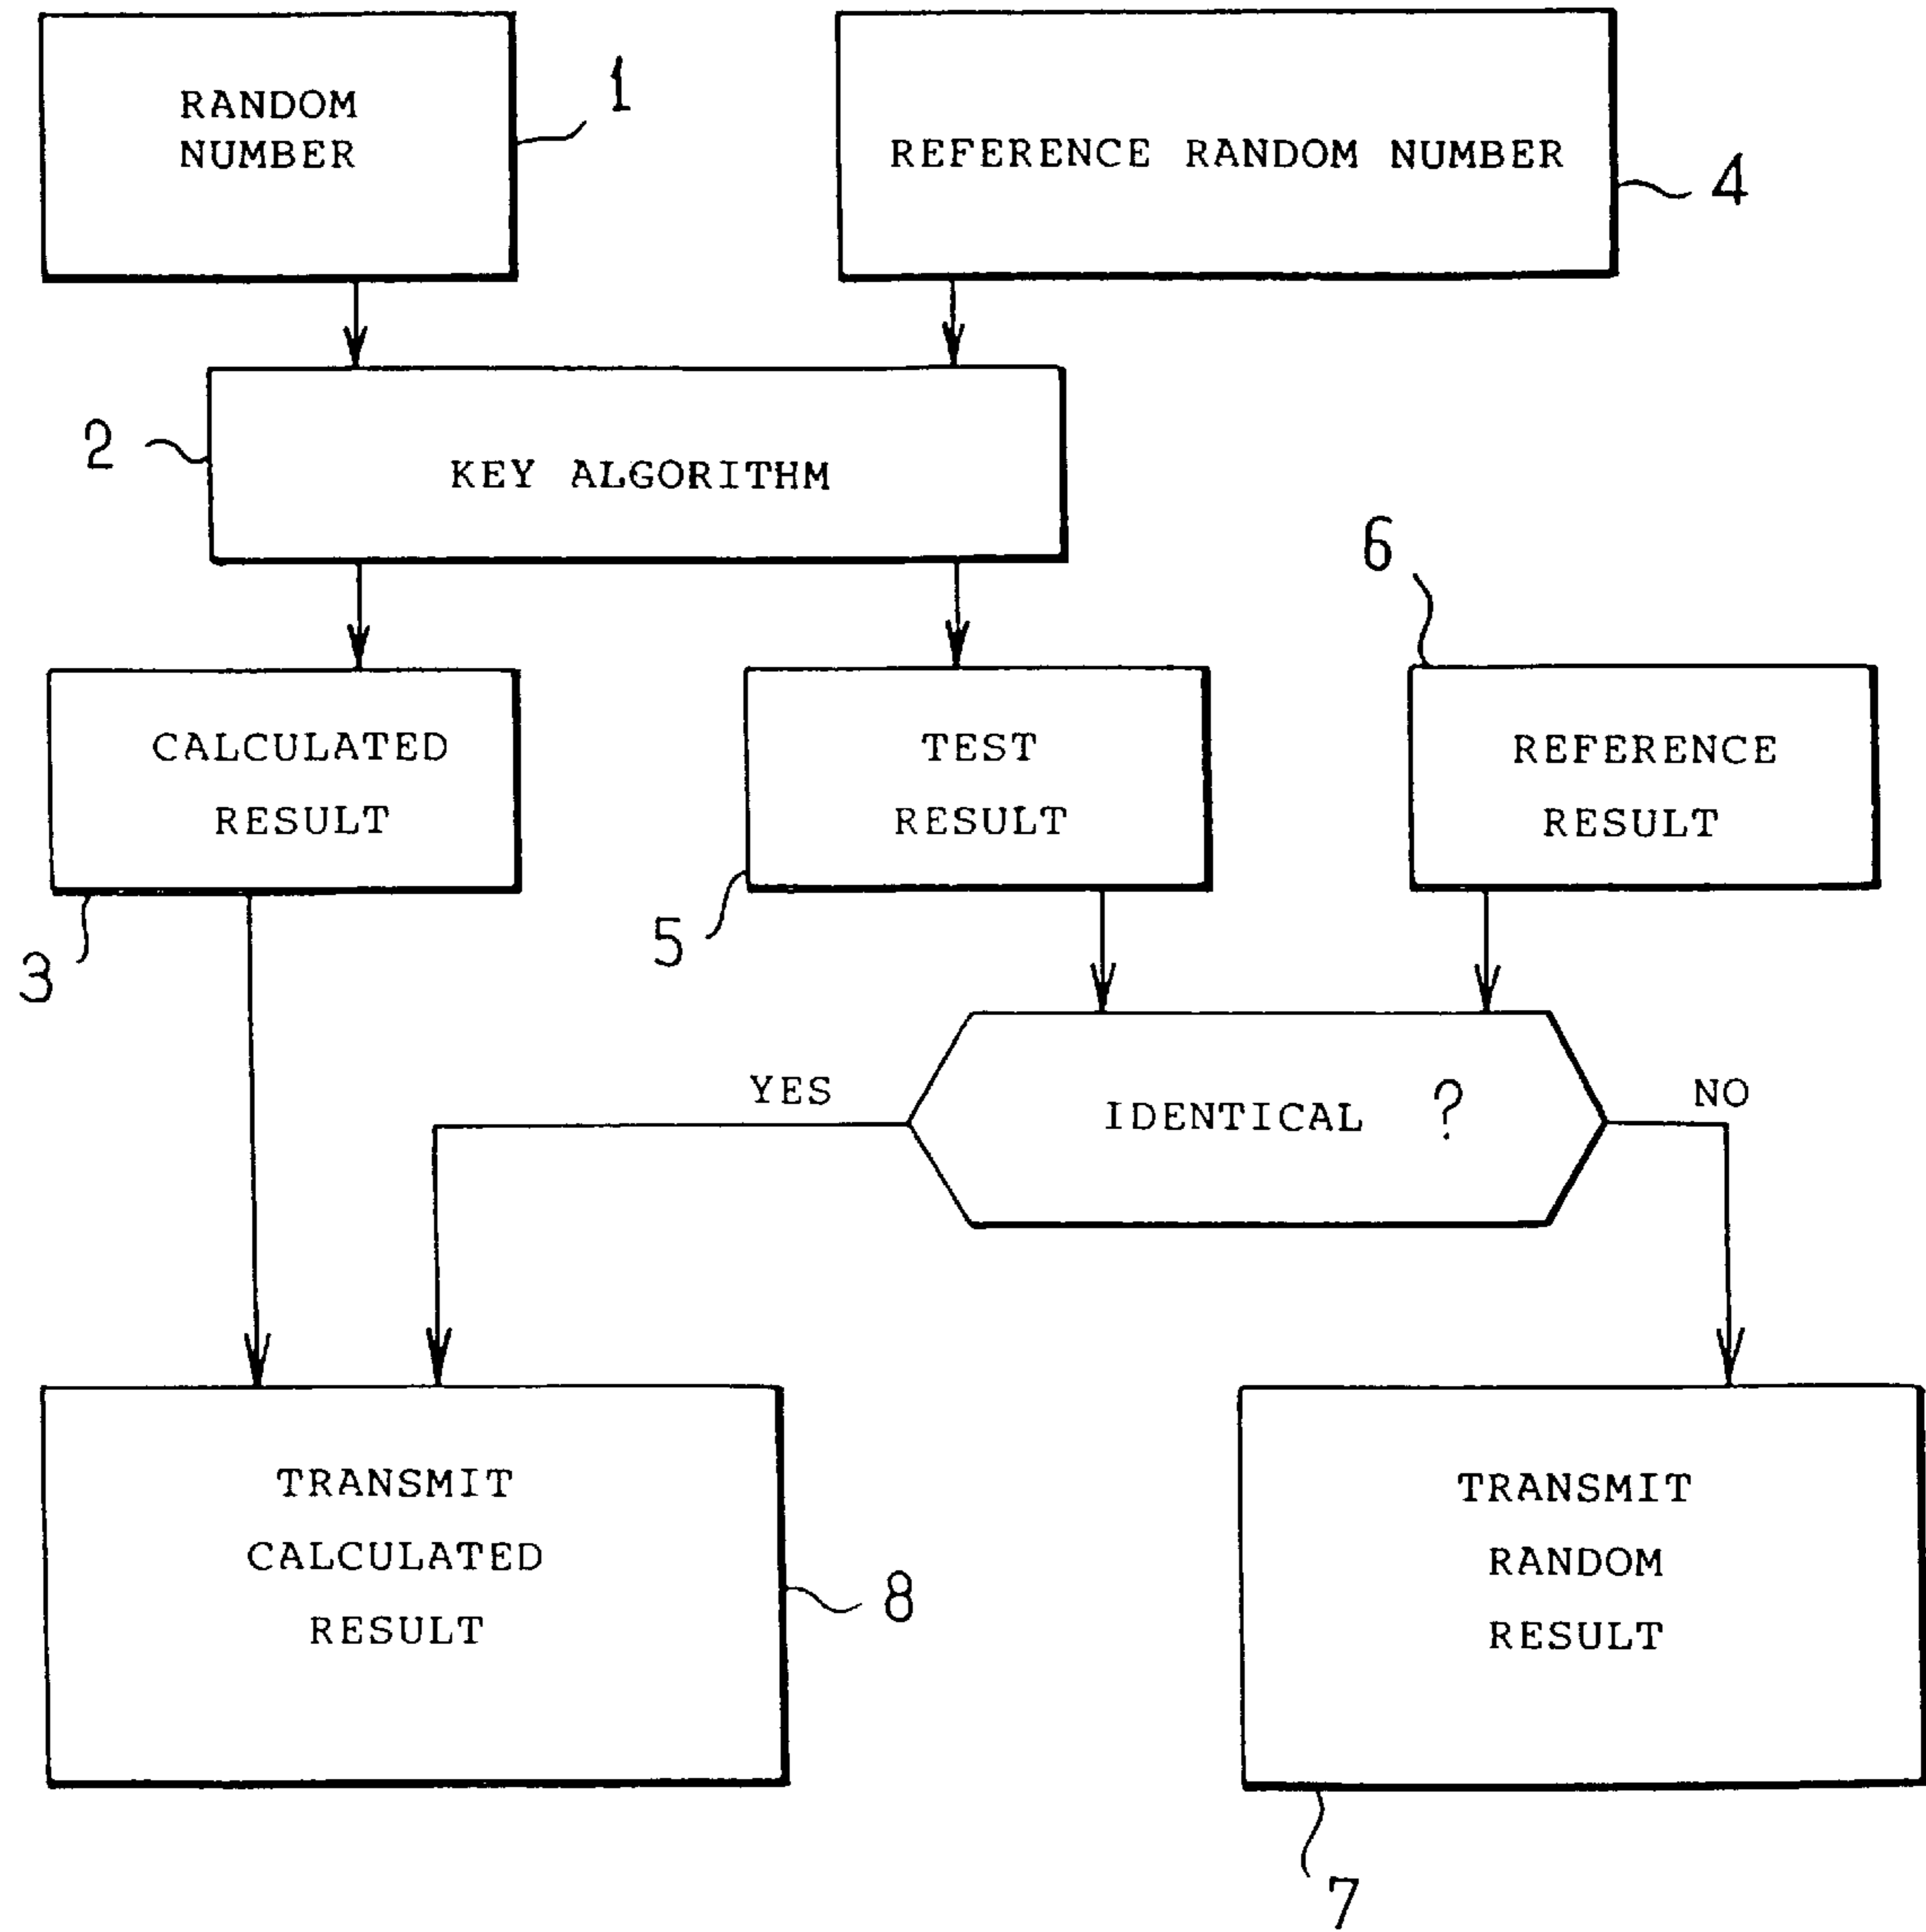 RANDOM
NUMBER
1
REFERENCE RANDOM NUMBER
4
2
KEY ALGORITHM
6
CALCULATED
RESULT
3
TEST
RESULT
5
REFERENCE
RESULT
YES
IDENTICAL ?
NO
TRANSMIT
CALCULATED
RESULT
8
TRANSMIT
RANDOM
RESULT
7